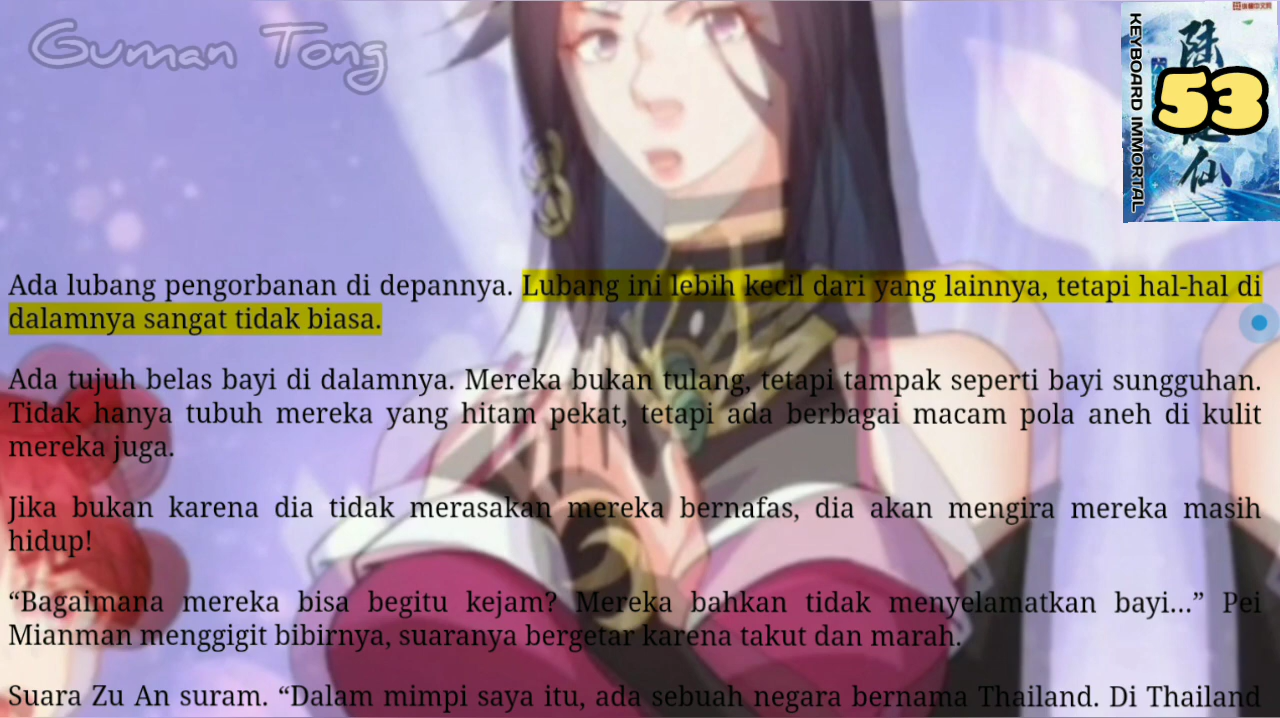 Guman Tong
KEYBOARD IMMORTAL
陆
53
仙
Ada lubang pengorbanan di depannya. Lubang ini lebih kecil dari yang lainnya, tetapi hal-hal di
dalamnya sangat tidak biasa.
Ada tujuh belas bayi di dalamnya. Mereka bukan tulang, tetapi tampak seperti bayi sungguhan.
Tidak hanya tubuh mereka yang hitam pekat, tetapi ada berbagai macam pola aneh di kulit
mereka juga.
Jika bukan karena dia tidak merasakan mereka bernafas, dia akan mengira mereka masih
hidup!
“Bagaimana mereka bisa begitu kejam? Mereka bahkan tidak menyelamatkan bayi…” Pei
Mianman menggigit bibirnya, suaranya bergetar karena takut dan marah.
Suara Zu An suram. “Dalam mimpi saya itu, ada sebuah negara bernama Thailand. Di Thailand